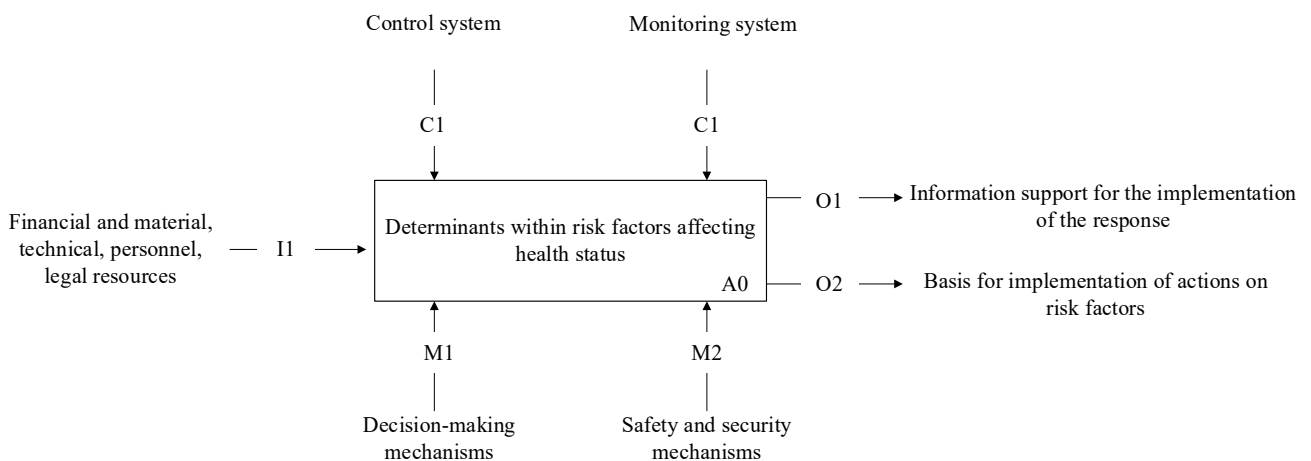 Control system
Monitoring system
C1
C1
Financial and material,
technical, personnel,
legal resources
I1
Determinants within risk factors affecting
health status
A0
O1
Information support for the implementation
of the response
O2
Basis for implementation of actions on
risk factors
M1
M2
Decision-making
mechanisms
Safety and security
mechanisms